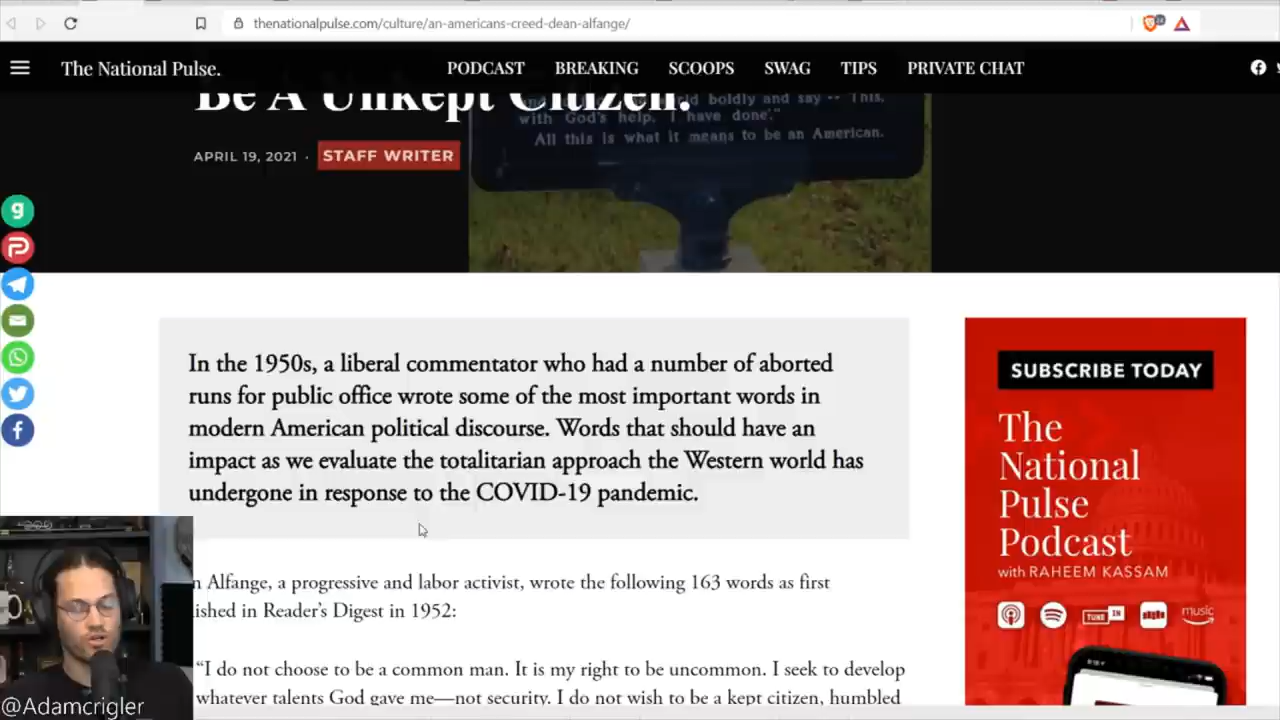 thenationalpulse.com/culture/an-americans-creed-dean-alfange/
The National Pulse.
PODCAST
BREAKING
SCOOPS
SWAG
TIPS
PRIVATE CHAT
Be A Unkept Citizen.
boldly and say -- This,
with God's help, I have done."
All this is what it means to be an American.
APRIL 19, 2021 · STAFF WRITER
In the 1950s, a liberal commentator who had a number of aborted
runs for public office wrote some of the most important words in
modern American political discourse. Words that should have an
impact as we evaluate the totalitarian approach the Western world has
undergone in response to the COVID-19 pandemic.
n Alfange, a progressive and labor activist, wrote the following 163 words as first
ished in Reader's Digest in 1952:
"I do not choose to be a common man. It is my right to be uncommon. I seek to develop
whatever talents God gave me—not security. I do not wish to be a kept citizen, humbled
SUBSCRIBE TODAY
The
National
Pulse
Podcast
with RAHEEM KASSAM
TUNE IN
music
@Adamcrigler